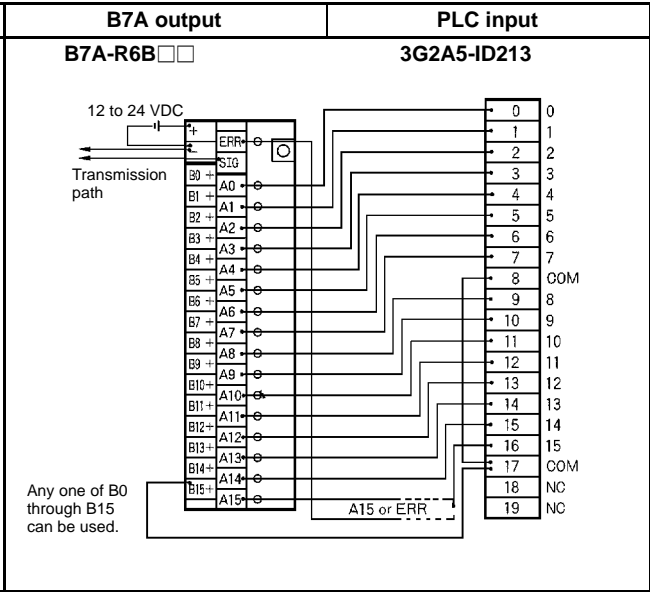 B7A output
PLC input
B7A-R6B□□
3G2A5-ID213
12 to 24 VDC
+
−
ERR
SIG
Transmission
path
B0 +
B1 +
B2 +
B3 +
B4 +
B5 +
B6 +
B7 +
B8 +
B9 +
B10+
B11+
B12+
B13+
B14+
B15+
A0
A1
A2
A3
A4
A5
A6
A7
A8
A9
A10
A11
A12
A13
A14
A15
0 0
1 1
2 2
3 3
4 4
5 5
6 6
7 7
8 COM
9 8
10 9
11 10
12 11
13 12
14 13
15 14
16 15
17 COM
18 NC
19 NC
Any one of B0
through B15
can be used.
A15 or ERR